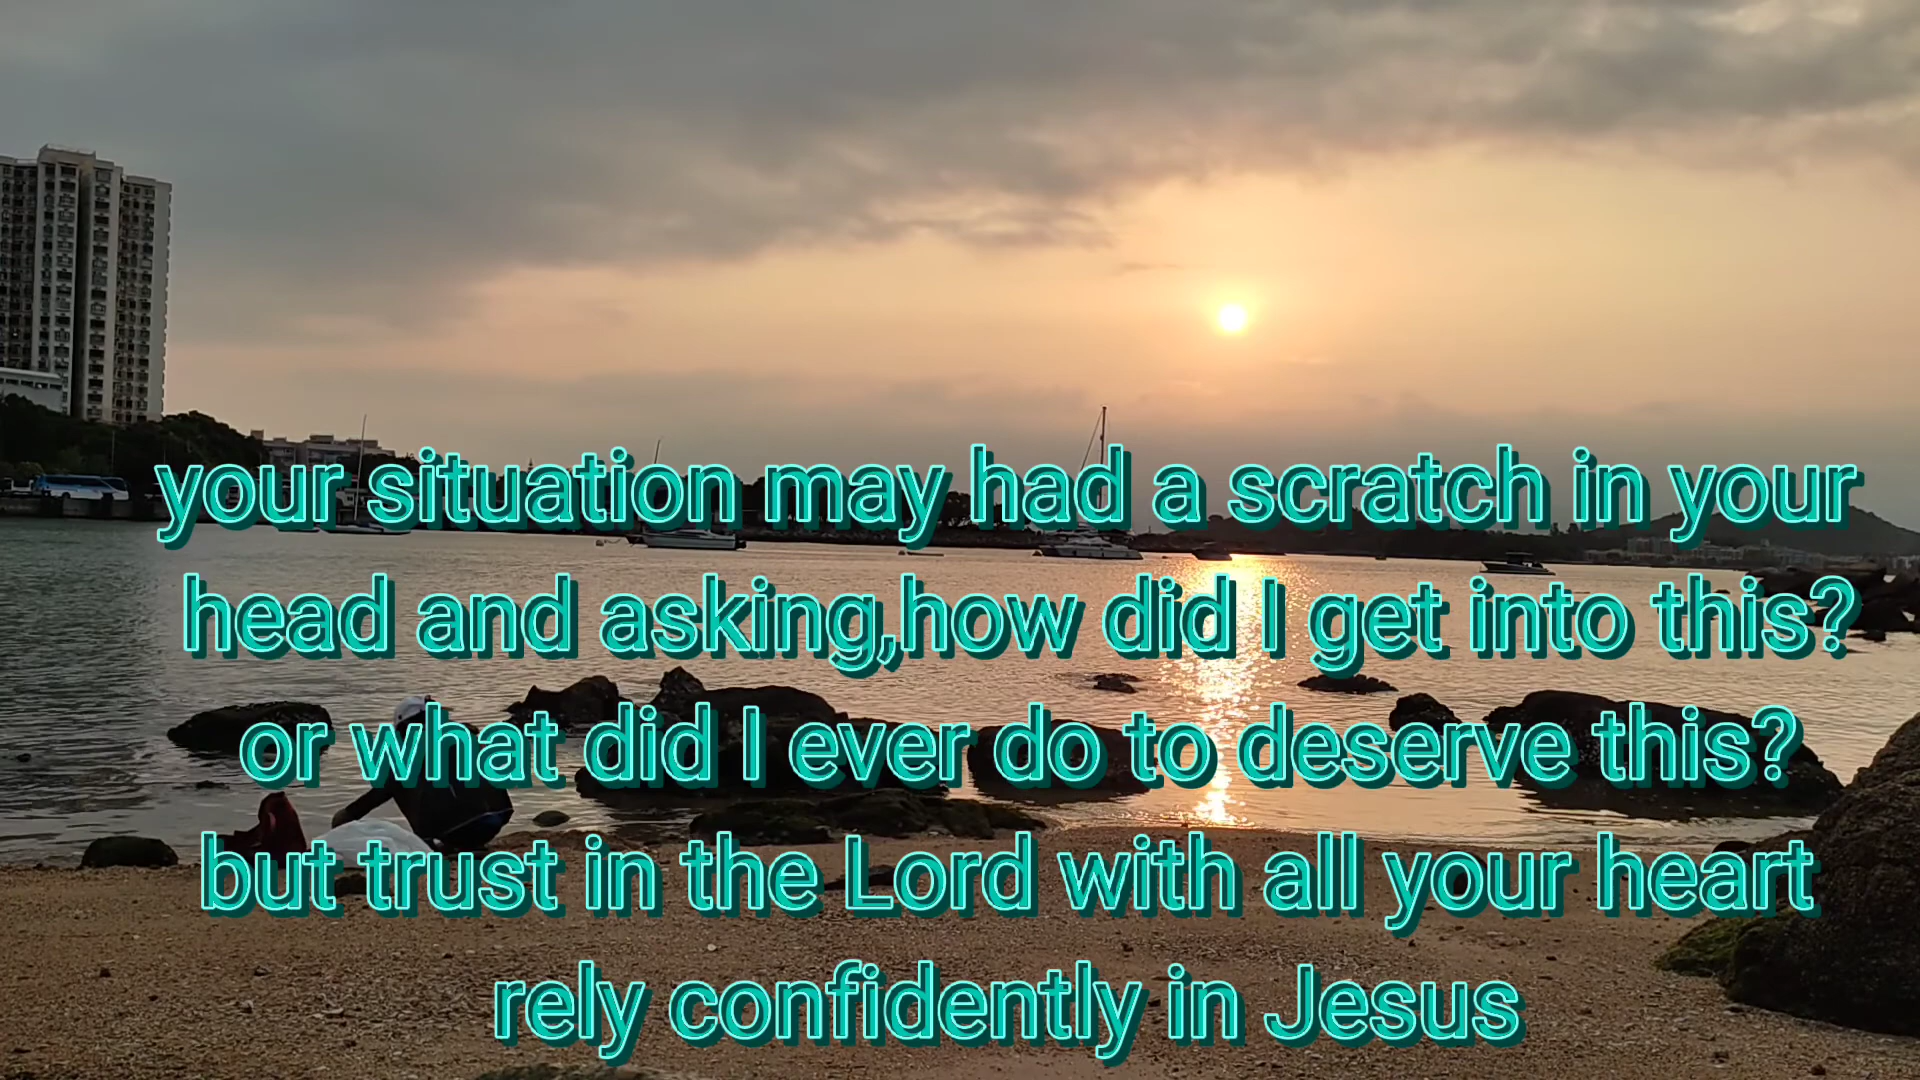 your situation may had a scratch in your
head and asking,how did I get into this?
or what did I ever do to deserve this?
but trust in the Lord with all your heart
rely confidently in Jesus